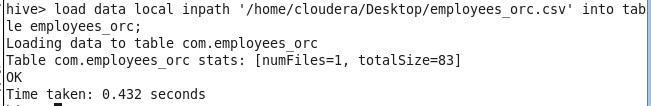 hive> load data local inpath '/home/cloudera/Desktop/employees_orc.csv' into tab
le employees_orc;
Loading data to table com.employees_orc
Table com.employees_orc stats: [numFiles=1, totalSize=83]
OK
Time taken: 0.432 seconds